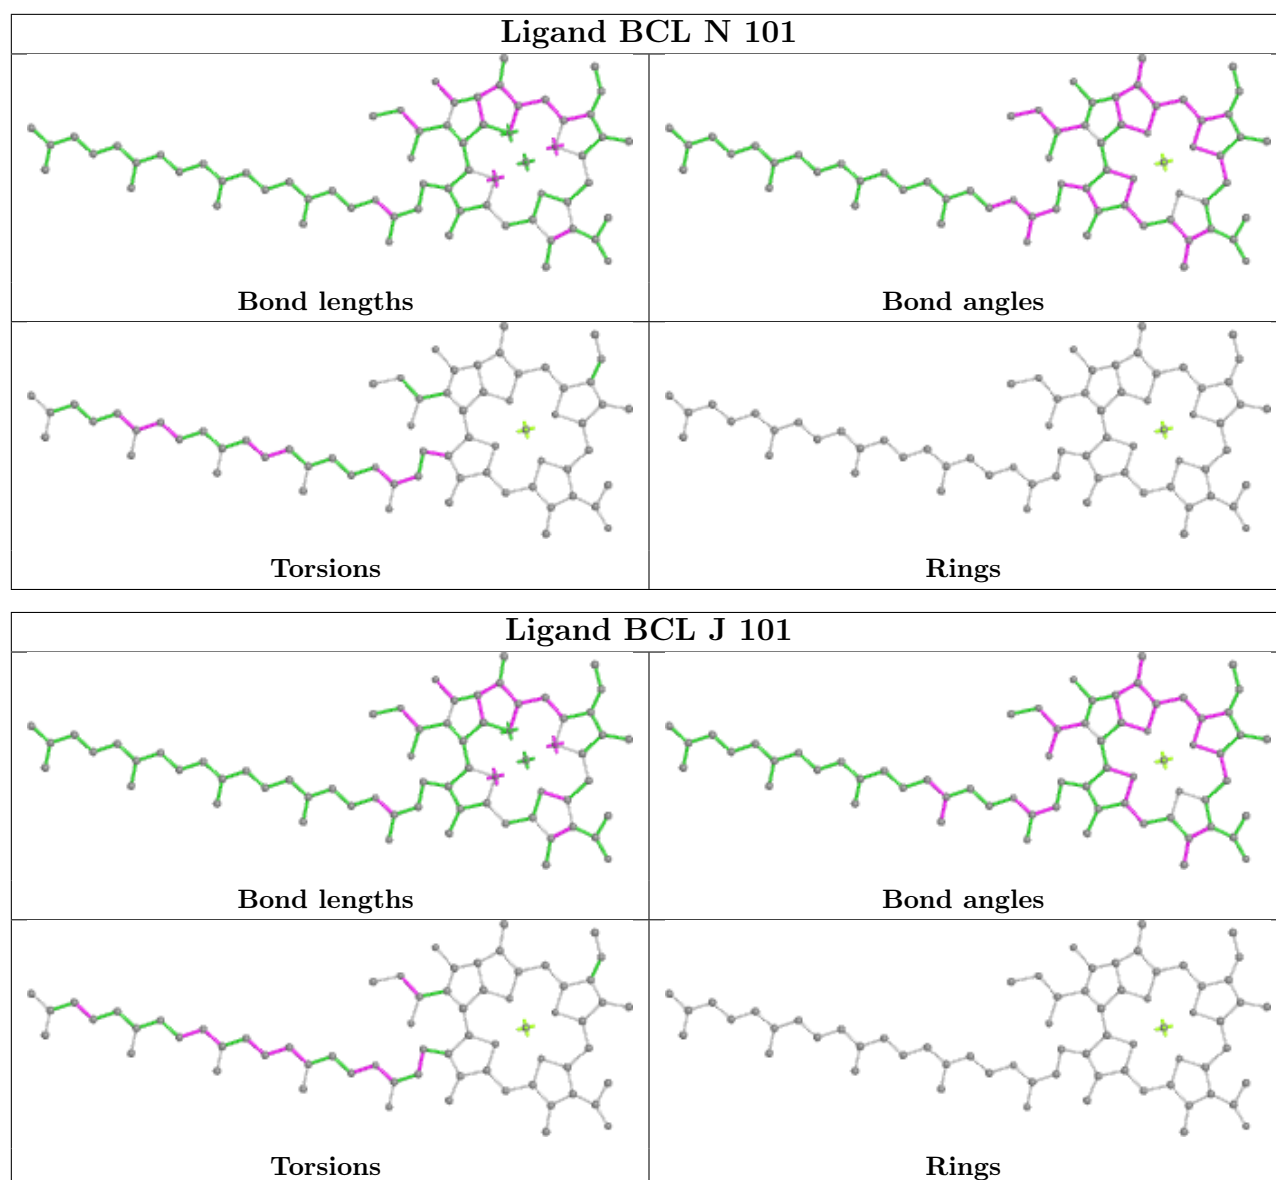 Ligand BCL N 101
Bond lengths
Bond angles
Torsions
Rings
Ligand BCL J 101
Bond lengths
Bond angles
Torsions
Rings